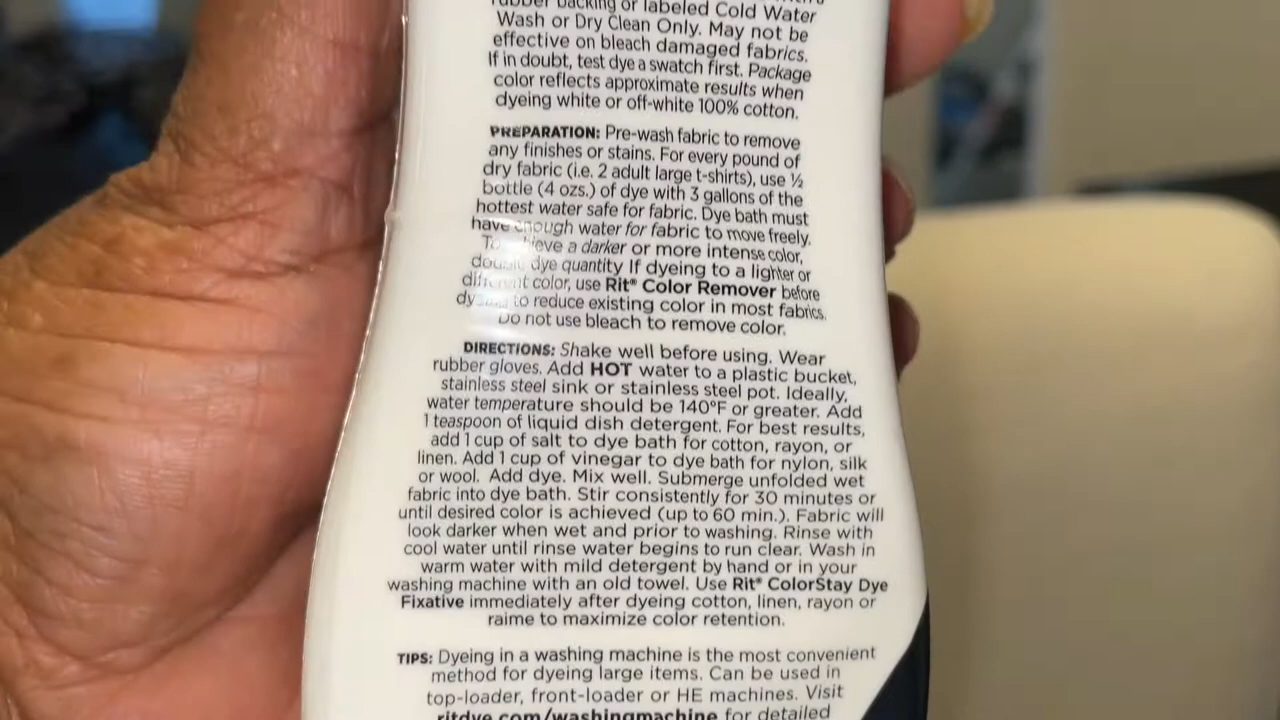 rubber backing or labeled Cold Water
Wash or Dry Clean Only. May not be
effective on bleach damaged fabrics.
If in doubt, test dye a swatch first. Package
color reflects approximate results when
dyeing white or off-white 100% cotton.
PREPARATION: Pre-wash fabric to remove
any finishes or stains. For every pound of
dry fabric (i.e. 2 adult large t-shirts), use ½
bottle (4 ozs.) of dye with 3 gallons of the
hottest water safe for fabric. Dye bath must
have enough water for fabric to move freely.
To achieve a darker or more intense color,
double dye quantity If dyeing to a lighter or
different color, use Rit® Color Remover before
dyeing to reduce existing color in most fabrics.
Do not use bleach to remove color.
DIRECTIONS: Shake well before using. Wear
rubber gloves. Add HOT water to a plastic bucket,
stainless steel sink or stainless steel pot. Ideally,
water temperature should be 140°F or greater. Add
1 teaspoon of liquid dish detergent. For best results,
add 1 cup of salt to dye bath for cotton, rayon, or
linen. Add 1 cup of vinegar to dye bath for nylon, silk
or wool. Add dye. Mix well. Submerge unfolded wet
fabric into dye bath. Stir consistently for 30 minutes or
until desired color is achieved (up to 60 min.). Fabric will
look darker when wet and prior to washing. Rinse with
cool water until rinse water begins to run clear. Wash in
warm water with mild detergent by hand or in your
washing machine with an old towel. Use Rit® ColorStay Dye
Fixative immediately after dyeing cotton, linen, rayon or
raime to maximize color retention.
TIPS: Dyeing in a washing machine is the most convenient
method for dyeing large items. Can be used in
top-loader, front-loader or HE machines. Visit
ritdye.com/washingmachine for detailed